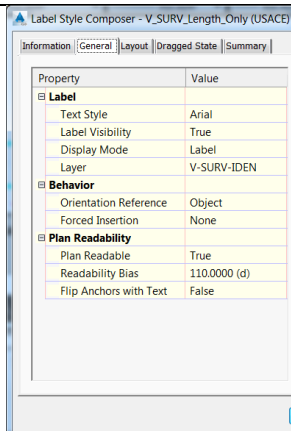 Label Style Composer - V_SURV_Length_Only (USACE)
Information General Layout Dragged State Summary
Property Value
Label
Text Style Arial
Label Visibility True
Display Mode Label
Layer V-SURV-IDEN
Behavior
Orientation Reference Object
Forced Insertion None
Plan Readability
Plan Readable True
Readability Bias 110.0000 (d)
Flip Anchors with Text False